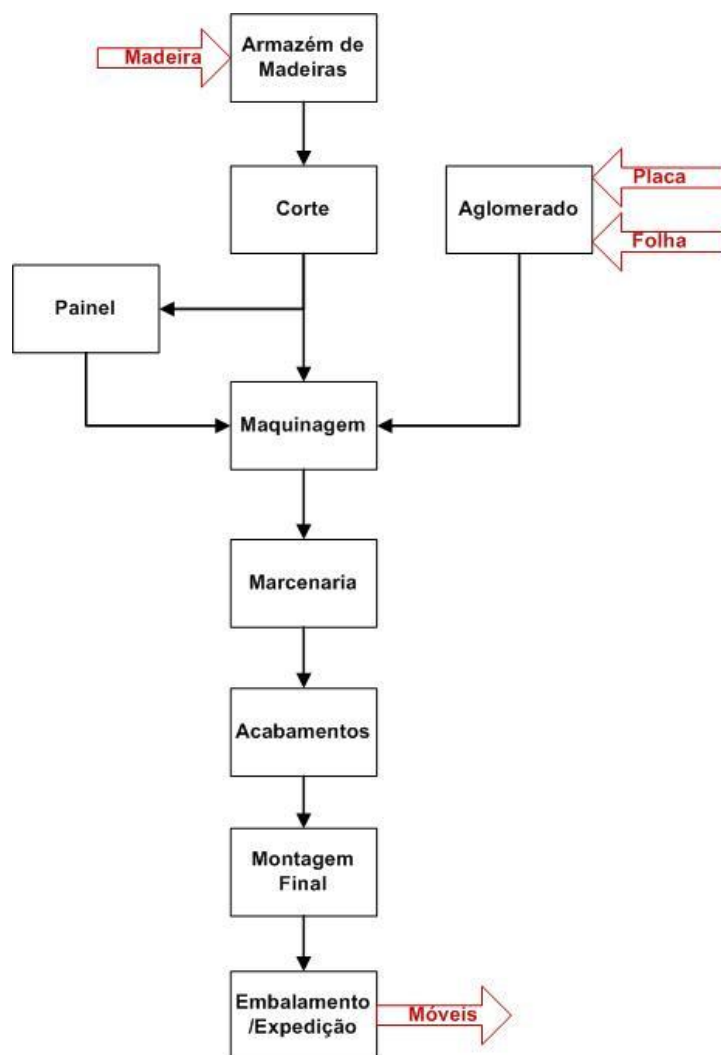 Madeira
Armazém de
Madeiras
Corte
Aglomerado
Placa
Folha
Painel
Maquinagem
Marcenaria
Acabamentos
Montagem
Final
Embalamento
/Expedição
Móveis